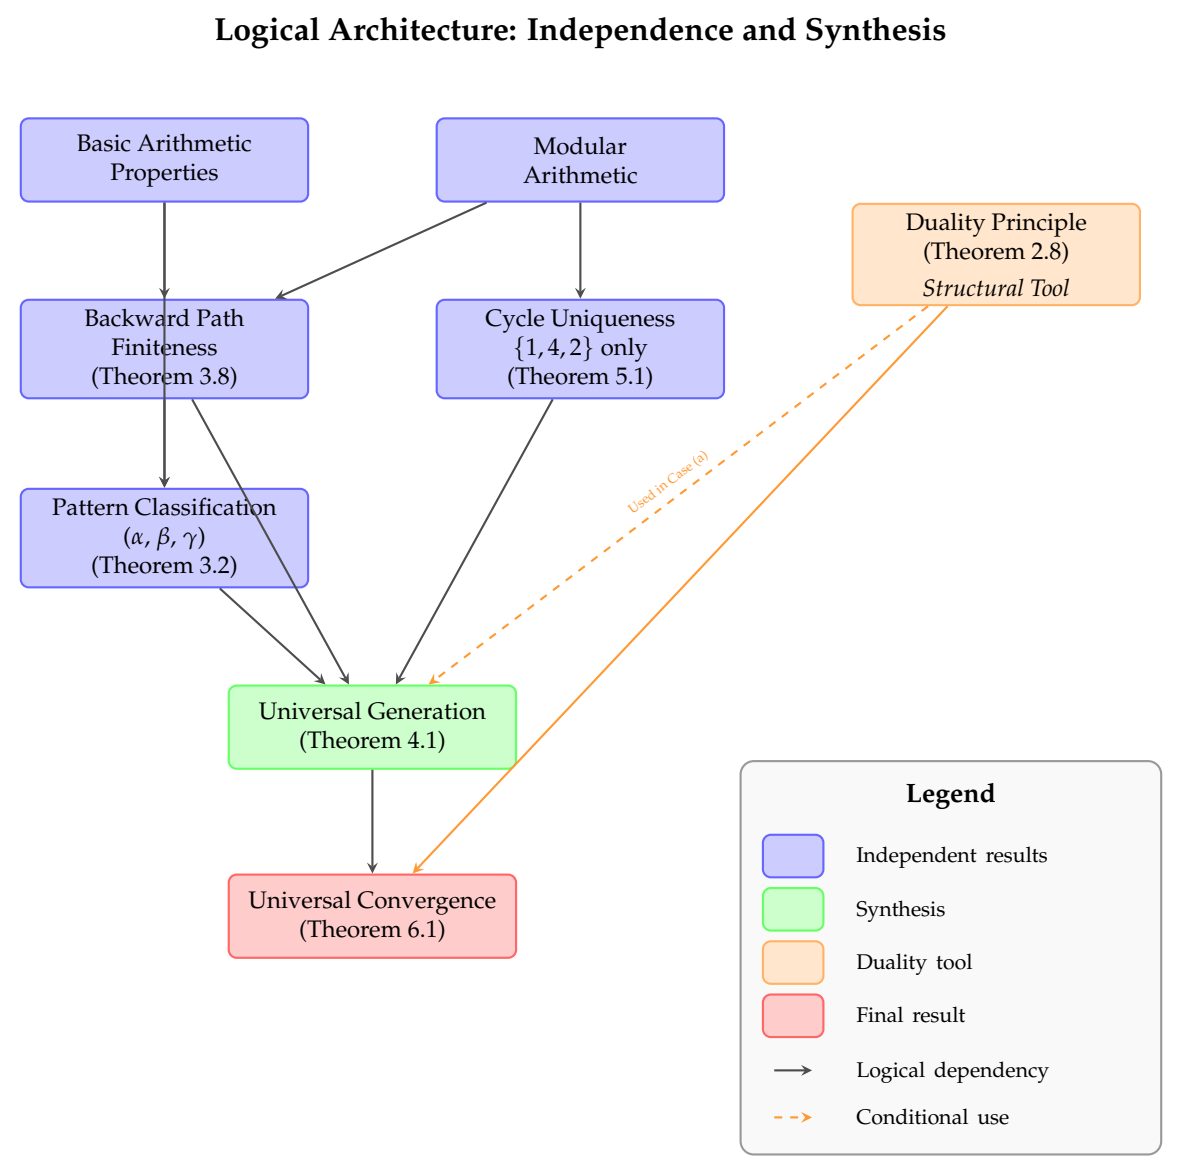 Logical Architecture: Independence and Synthesis
Basic Arithmetic
Properties
Modular
Arithmetic
Duality Principle
(Theorem 2.8)
Structural Tool
Backward Path
Finiteness
(Theorem 3.8)
Cycle Uniqueness
{1, 4, 2} only
(Theorem 5.1)
Used in Case (a)
Pattern Classification
(α, β, γ)
(Theorem 3.2)
Universal Generation
(Theorem 4.1)
Universal Convergence
(Theorem 6.1)
Legend
Independent results
Synthesis
Duality tool
Final result
Logical dependency
Conditional use